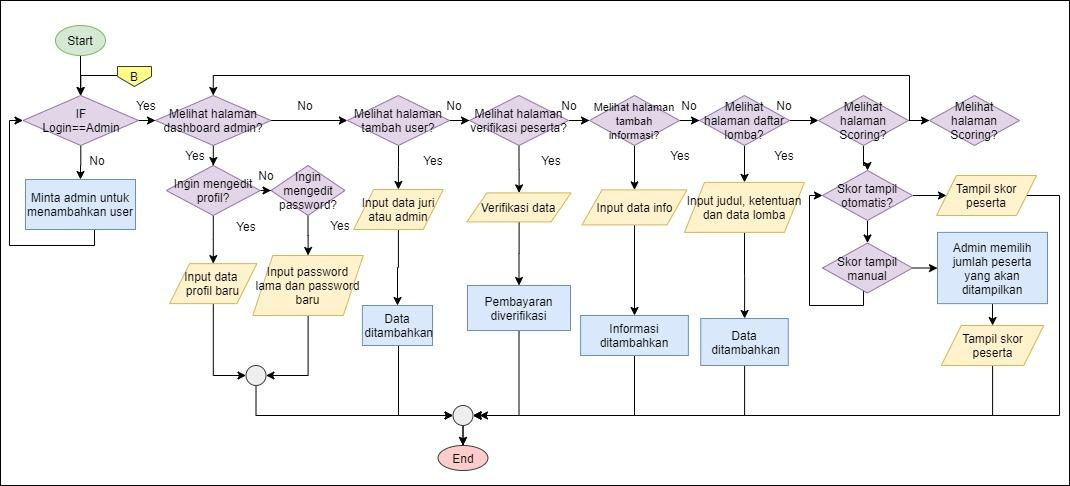 Start
B
IF
Login==Admin
Yes
No
Minta admin untuk
menambahkan user
Melihat halaman
dashboard admin?
No
Yes
Ingin mengedit
profil?
No
Ingin
mengedit
password?
Yes
Yes
Input data
profil baru
Input password
lama dan password
baru
Melihat halaman
tambah user?
No
Yes
Input data juri
atau admin
Data
ditambahkan
Melihat halaman
verifikasi peserta?
No
Yes
Verifikasi data
Pembayaran
diverifikasi
Melihat halaman
tambah
informasi?
No
Yes
Input data info
Informasi
ditambahkan
Melihat
halaman daftar
lomba?
No
Yes
Input judul, ketentuan
dan data lomba
Data
ditambahkan
Melihat
halaman
Scoring?
Melihat
halaman
Scoring?
Skor tampil
otomatis?
Tampil skor
peserta
Skor tampil
manual
Admin memilih
jumlah peserta
yang akan
ditampilkan
Tampil skor
peserta
End